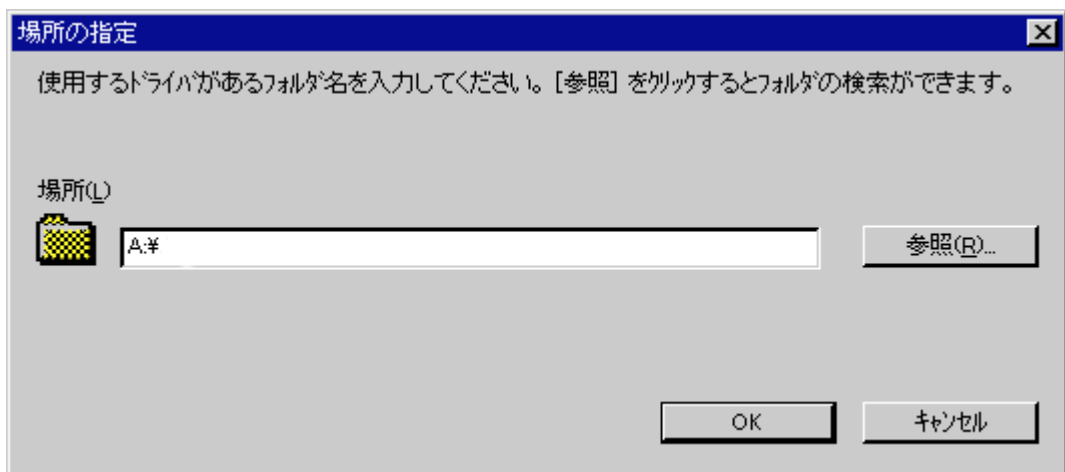 場所の指定
使用するﾄﾞﾗｲﾊﾞがあるﾌｫﾙﾀﾞ名を入力してください。[参照] をｸﾘｯｸするとﾌｫﾙﾀﾞの検索ができます。
場所(L)
A:¥
参照(R)...
OK
ｷｬﾝｾﾙ